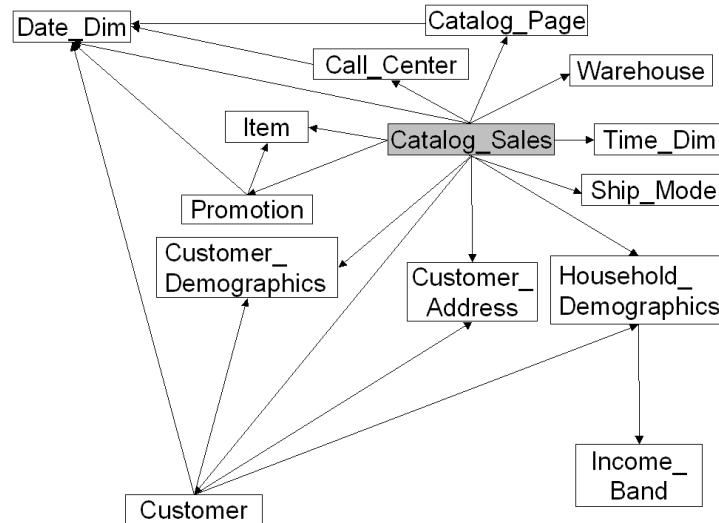 Date_Dim
Catalog_Page
Call_Center
Warehouse
Item
Catalog_Sales
Time_Dim
Ship_Mode
Promotion
Customer_
Demographics
Customer_
Address
Household_
Demographics
Income_
Band
Customer